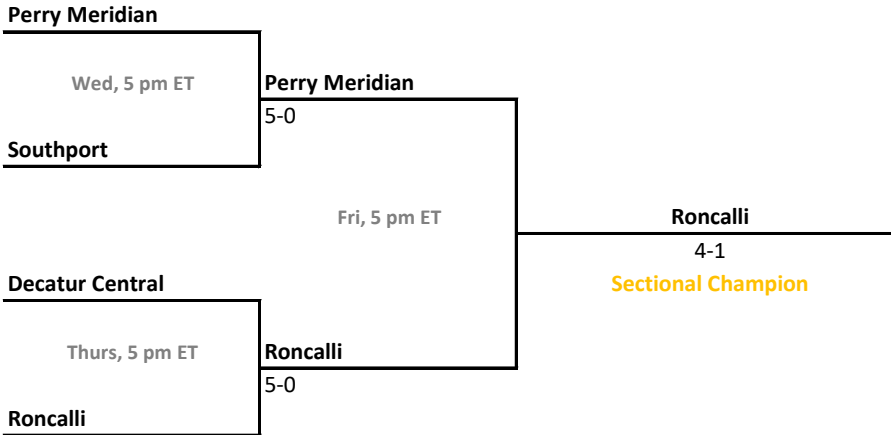 Perry Meridian
Wed, 5 pm ET
Perry Meridian
5-0
Southport
Fri, 5 pm ET
Roncalli
4-1
Sectional Champion
Decatur Central
Thurs, 5 pm ET
Roncalli
5-0
Roncalli